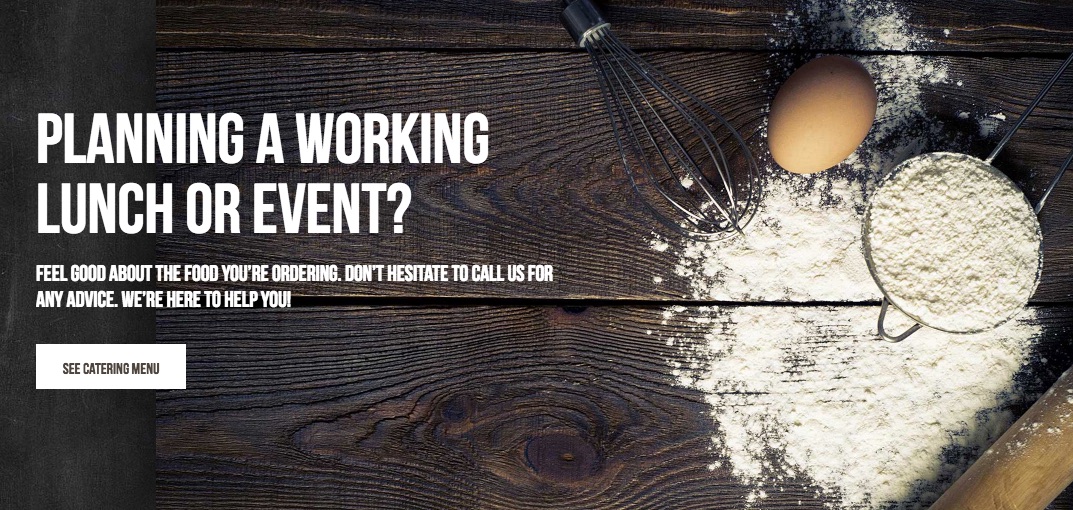 PLANNING A WORKING
LUNCH OR EVENT?
FEEL GOOD ABOUT THE FOOD YOU'RE ORDERING. DON'T HESITATE TO CALL US FOR
ANY ADVICE. WE'RE HERE TO HELP YOU!
SEE CATERING MENU